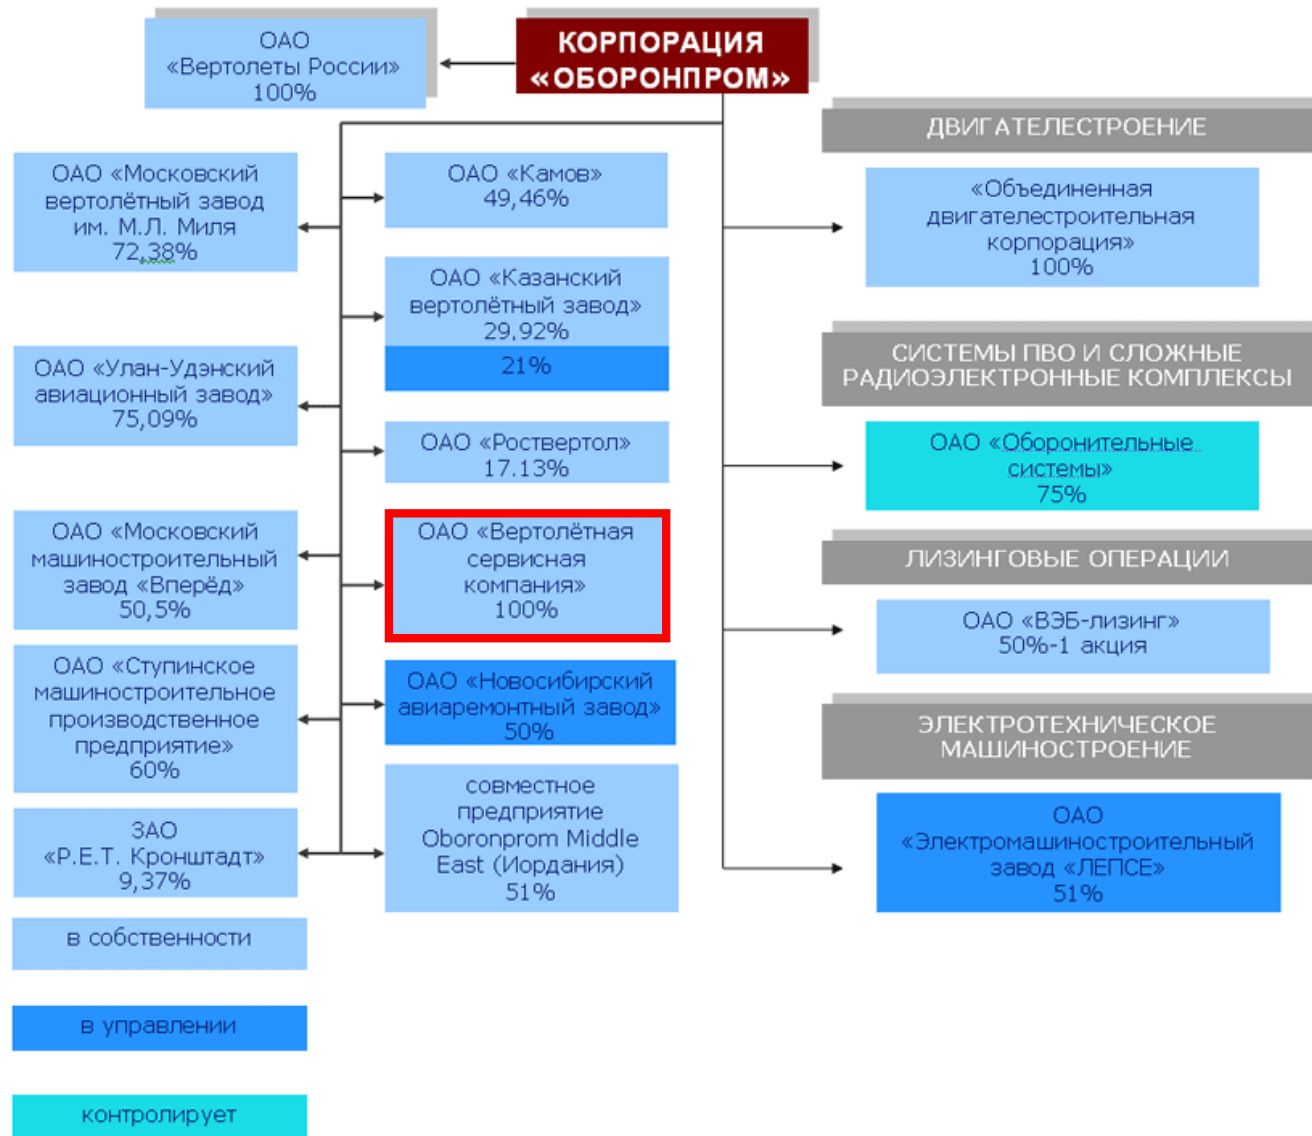 ОАО
«Вертолеты России»
100%
КОРПОРАЦИЯ
«ОБОРОНПРОМ»
ОАО «Московский
вертолётный завод
им. М.Л. Миля
72,38%
ОАО «Улан-Удэнский
авиационный завод»
75,09%
ОАО «Московский
машиностроительный
завод «Вперёд»
50,5%
ОАО «Ступинское
машиностроительное
производственное
предприятие»
60%
ЗАО
«Р.Е.Т. Кронштадт»
9,37%
ОАО «Камов»
49,46%
ОАО «Казанский
вертолётный завод»
29,92%
21%
ОАО «Роствертол»
17.13%
ОАО «Вертолётная
сервисная
компания»
100%
ОАО «Новосибирский
авиаремонтный завод»
50%
совместное
предприятие
Oboronprom Middle
East (Иордания)
51%
ДВИГАТЕЛЕСТРОЕНИЕ
«Объединенная
двигателестроительная
корпорация»
100%
СИСТЕМЫ ПВО И СЛОЖНЫЕ
РАДИОЭЛЕКТРОННЫЕ КОМПЛЕКСЫ
ОАО «Оборонительные
системы»
75%
ЛИЗИНГОВЫЕ ОПЕРАЦИИ
ОАО «ВЭБ-лизинг»
50%-1 акция
ЭЛЕКТРОТЕХНИЧЕСКОЕ
МАШИНОСТРОЕНИЕ
ОАО
«Электромашиностроительный
завод «ЛЕПСЕ»
51%
в собственности
в управлении
контролирует